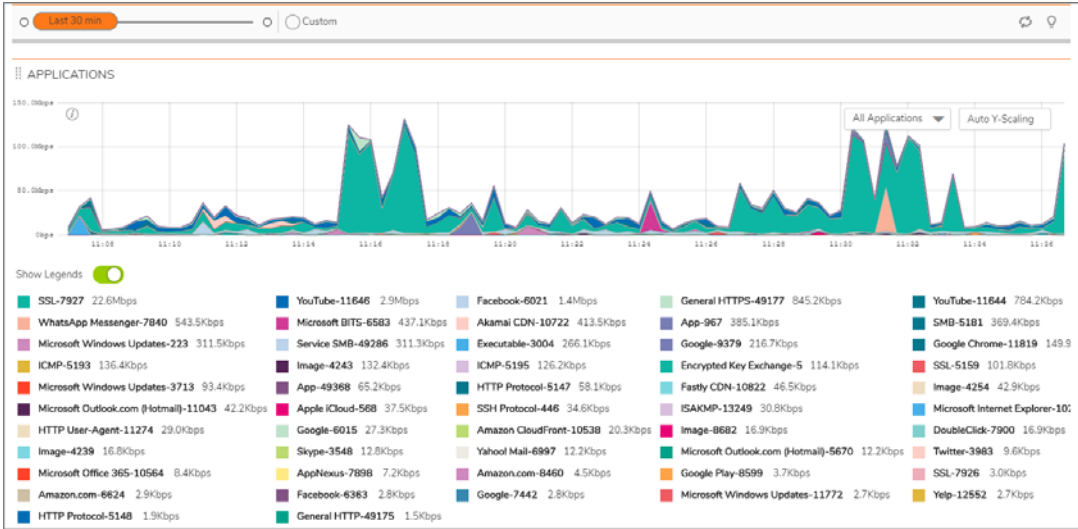 Last 30 min Custom
APPLICATIONS
150.0Mbps
All Applications Auto Y-Scaling
100.0Mbps
50.0Mbps
0bps
11:08 11:10 11:12 11:14 11:16 11:18 11:20 11:22 11:24 11:26 11:28 11:30 11:32 11:34 11:36
Show Legends
SSL-7927 22.6Mbps YouTube-11646 2.9Mbps Facebook-6021 1.4Mbps General HTTPS-49177 845.2Kbps YouTube-11644 784.2Kbps
WhatsApp Messenger-7840 543.5Kbps Microsoft BITS-6583 437.1Kbps Akamai CDN-10722 413.5Kbps App-967 385.1Kbps SMB-5181 369.4Kbps
Microsoft Windows Updates-223 311.5Kbps Service SMB-49286 311.3Kbps Executable-3004 266.1Kbps Google-9379 216.7Kbps Google Chrome-11819 149.9
ICMP-5193 136.4Kbps Image-4243 132.4Kbps ICMP-5195 126.2Kbps Encrypted Key Exchange-5 114.1Kbps SSL-5159 101.8Kbps
Microsoft Windows Updates-3713 93.4Kbps App-49368 65.2Kbps HTTP Protocol-5147 58.1Kbps Fastly CDN-10822 46.5Kbps Image-4254 42.9Kbps
Microsoft Outlook.com (Hotmail)-11043 42.2Kbps Apple iCloud-568 37.5Kbps SSH Protocol-446 34.6Kbps ISAKMP-13249 30.8Kbps Microsoft Internet Explorer-102
HTTP User-Agent-11274 29.0Kbps Google-6015 27.3Kbps Amazon CloudFront-10538 20.3Kbps Image-8682 16.9Kbps DoubleClick-7900 16.9Kbps
Image-4239 16.8Kbps Skype-3548 12.8Kbps Yahoo! Mail-6997 12.2Kbps Microsoft Outlook.com (Hotmail)-5670 12.2Kbps Twitter-3983 9.6Kbps
Microsoft Office 365-10564 8.4Kbps AppNexus-7898 7.2Kbps Amazon.com-8460 4.5Kbps Google Play-8599 3.7Kbps SSL-7926 3.0Kbps
Amazon.com-6624 2.9Kbps Facebook-6363 2.8Kbps Google-7442 2.8Kbps Microsoft Windows Updates-11772 2.7Kbps Yelp-12552 2.7Kbps
HTTP Protocol-5148 1.9Kbps General HTTP-49175 1.5Kbps